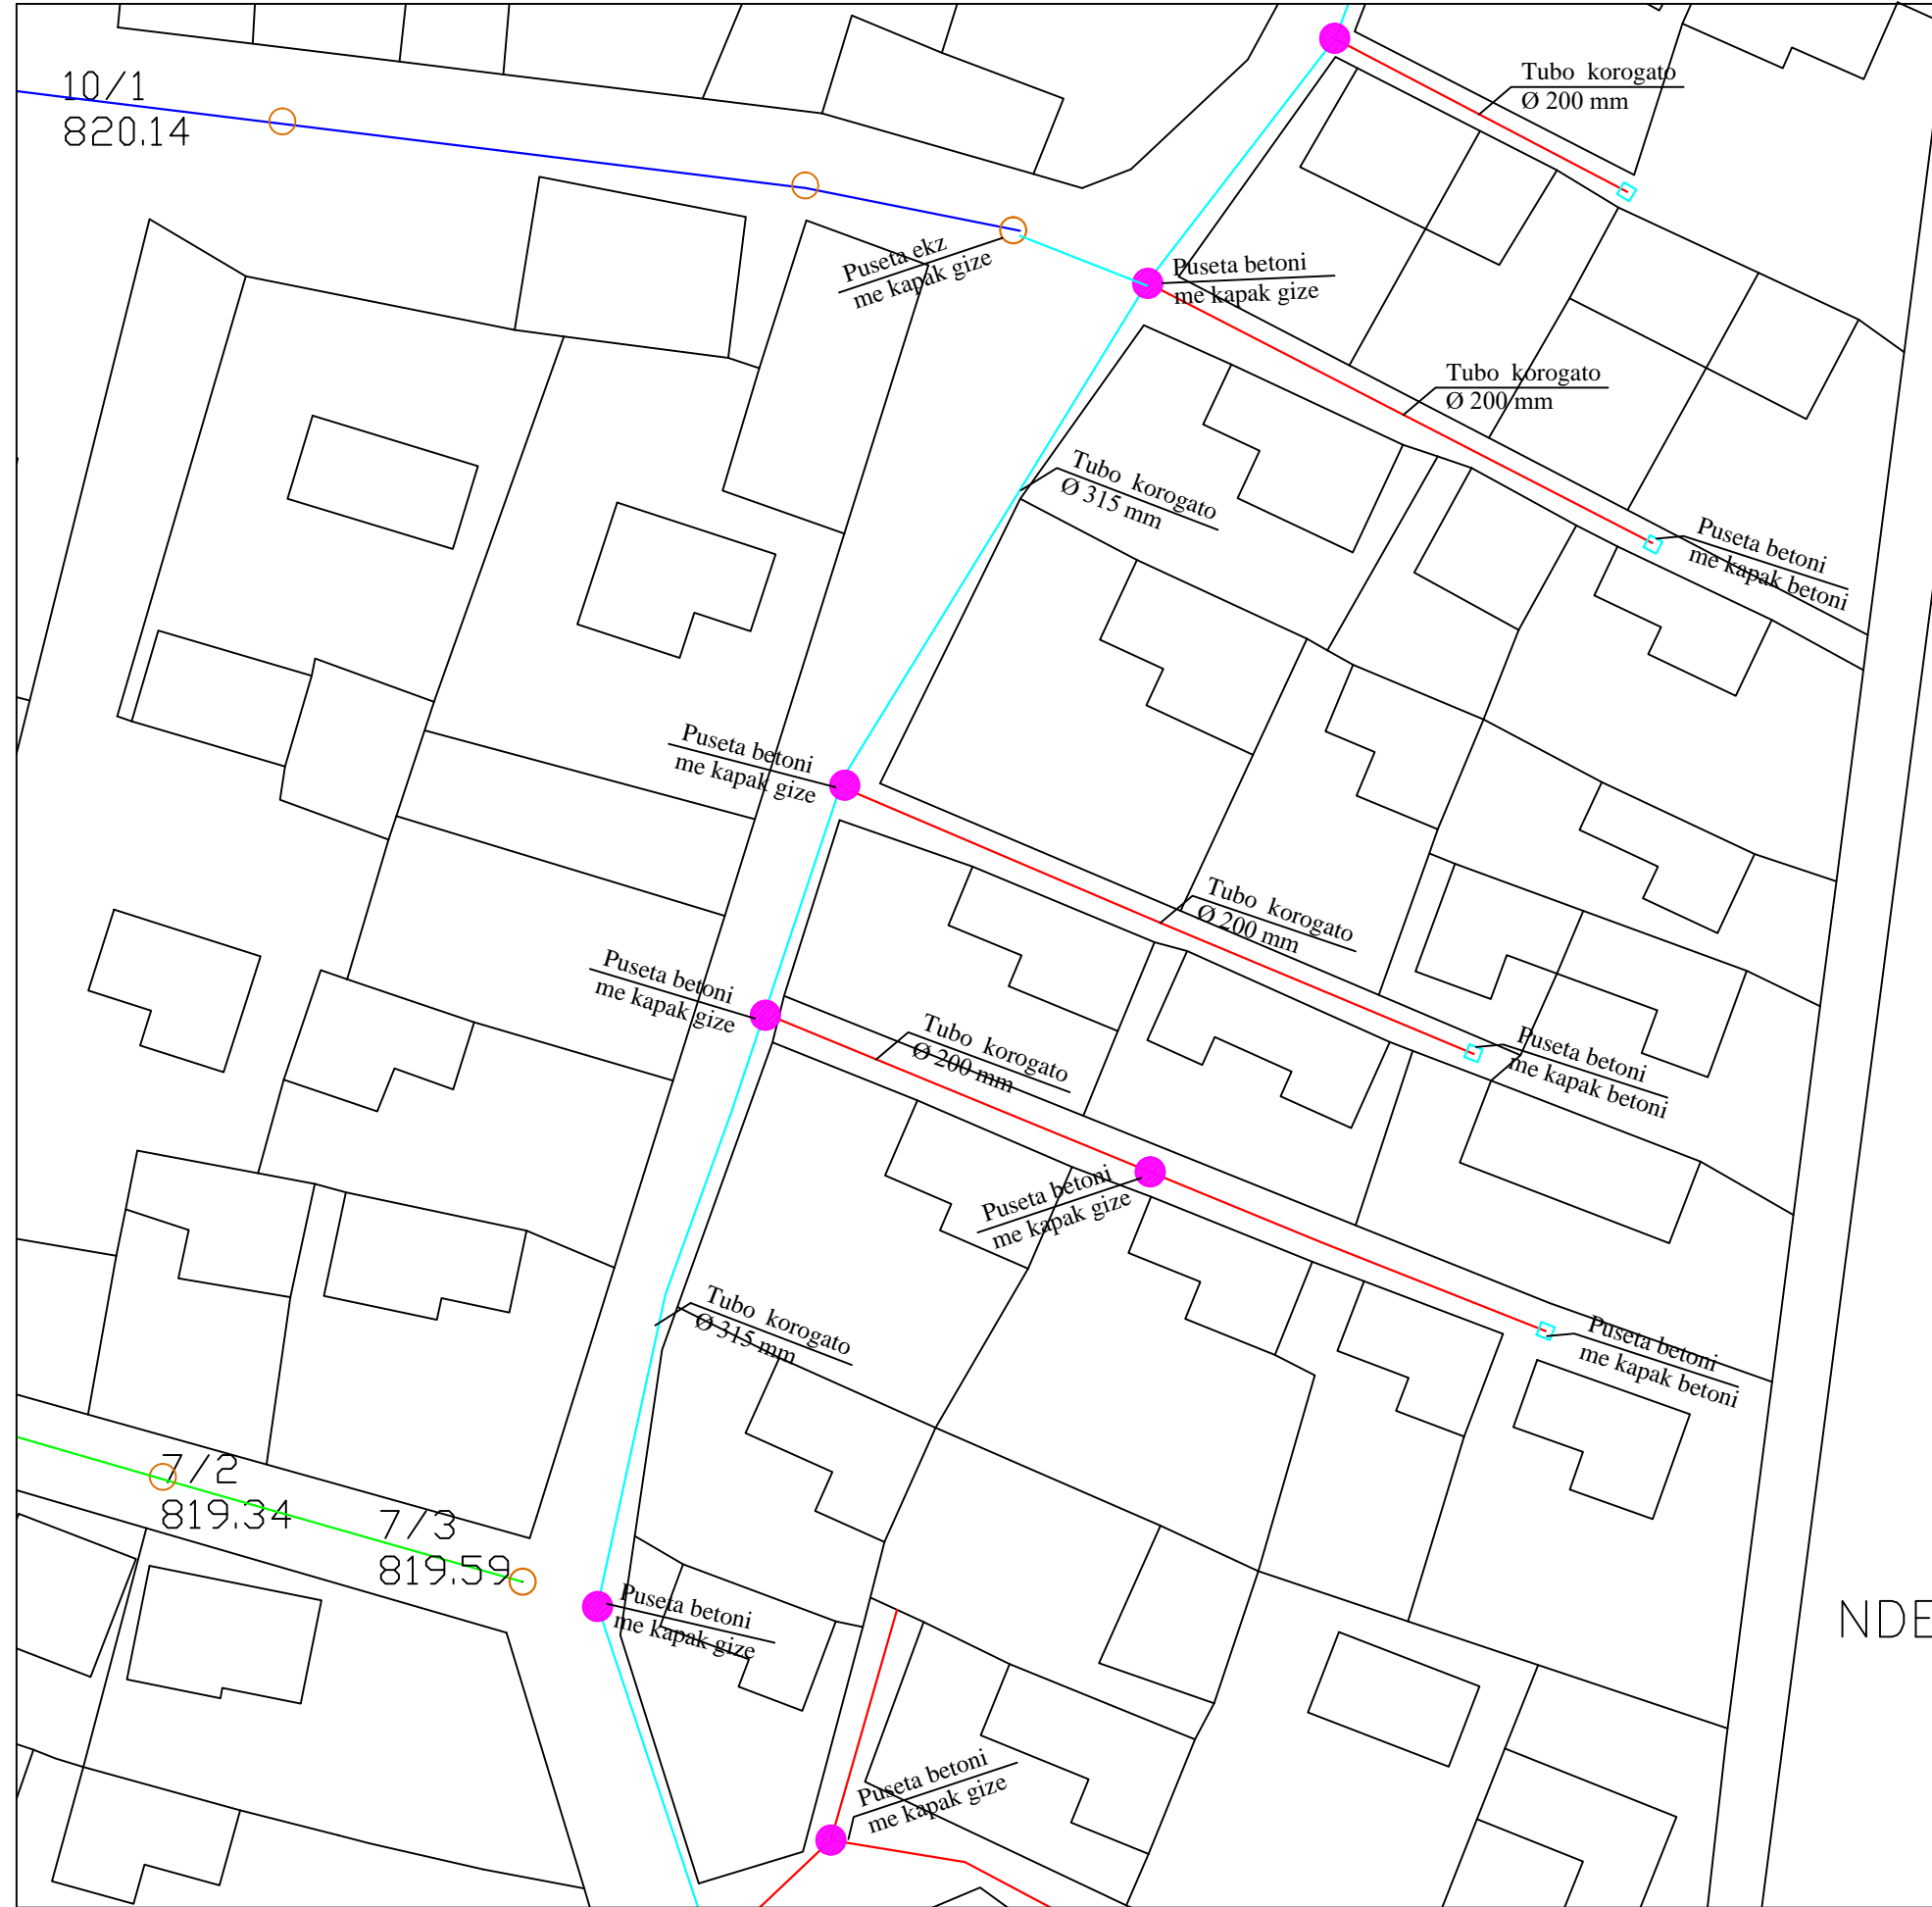 10/1
820.14
Tubo korogato
Ø 200 mm
Puseta ekz
me kapak gize
Puseta betoni
me kapak gize
Tubo korogato
Ø 200 mm
Tubo korogato
Ø 315 mm
Puseta betoni
me kapak betoni
Puseta betoni
me kapak gize
Tubo korogato
Ø 200 mm
Puseta betoni
me kapak gize
Tubo korogato
Ø 200 mm
Puseta betoni
me kapak betoni
Puseta betoni
me kapak gize
Tubo korogato
Ø 315 mm
Puseta betoni
me kapak betoni
7/2
819.34
7/3
819.59
Puseta betoni
me kapak gize
NDE
Puseta betoni
me kapak gize